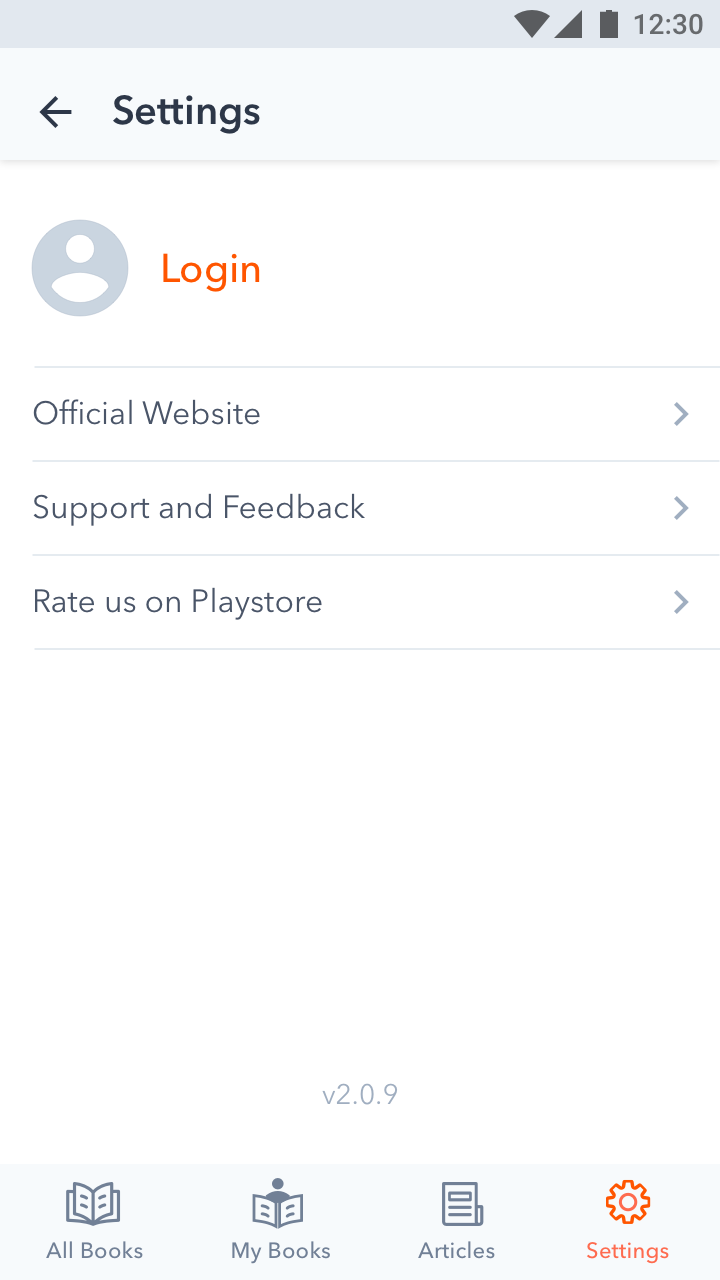 12:30
Settings
Login
Official Website
Support and Feedback
Rate us on Playstore
v2.0.9
All Books
My Books
Articles
Settings